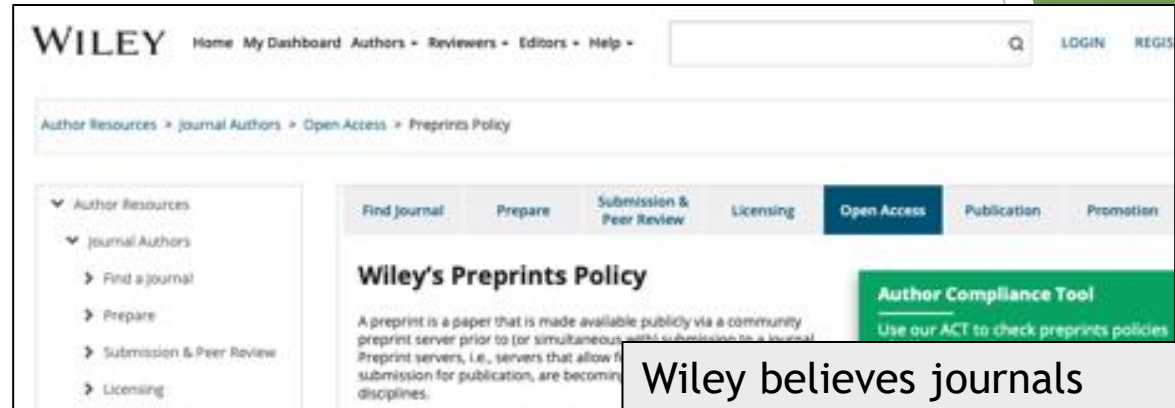 WILEY Home My Dashboard Authors Reviewers Editors Help LOGIN REGIS
Author Resources > Journal Authors > Open Access > Preprints Policy
Author Resources
Journal Authors
Find a Journal
Prepare
Submission & Peer Review
Licensing
Find Journal Prepare Submission & Peer Review Licensing Open Access Publication Promotion
Wiley's Preprints Policy
A preprint is a paper that is made available publicly via a community
preprint server prior to (or simultaneous with) submission to a journal
Preprint servers, i.e., servers that allow
submission for publication, are becoming
disciplines.
Author Compliance Tool
Use our ACT to check preprints policies
Wiley believes journals